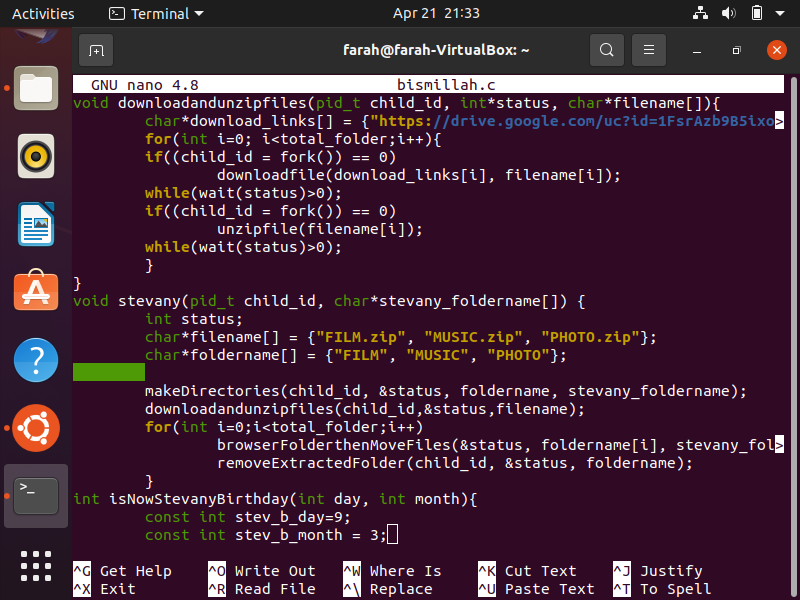 Activities Terminal Apr 21 21:33
farah@farah-VirtualBox: ~
GNU nano 4.8 bismillah.c
void downloadandunzipfiles(pid_t child_id, int*status, char*filename[]){
        char*download_links[] = {"https://drive.google.com/uc?id=1FsrAzb9B5ixo>
        for(int i=0; i<total_folder;i++){
        if((child_id = fork()) == 0)
                downloadfile(download_links[i], filename[i]);
        while(wait(status)>0);
        if((child_id = fork()) == 0)
                unzipfile(filename[i]);
        while(wait(status)>0);
        }
}
void stevany(pid_t child_id, char*stevany_foldername[]) {
        int status;
        char*filename[] = {"FILM.zip", "MUSIC.zip", "PHOTO.zip"};
        char*foldername[] = {"FILM", "MUSIC", "PHOTO"};
        makeDirectories(child_id, &status, foldername, stevany_foldername);
        downloadandunzipfiles(child_id,&status,filename);
        for(int i=0;i<total_folder;i++)
                browserFolderthenMoveFiles(&status, foldername[i], stevany_fol>
                removeExtractedFolder(child_id, &status, foldername);
        }
int isNowStevanyBirthday(int day, int month){
        const int stev_b_day=9;
        const int stev_b_month = 3;
^G Get Help ^O Write Out ^W Where Is ^K Cut Text ^J Justify
^X Exit ^R Read File ^\ Replace ^U Paste Text ^T To Spell